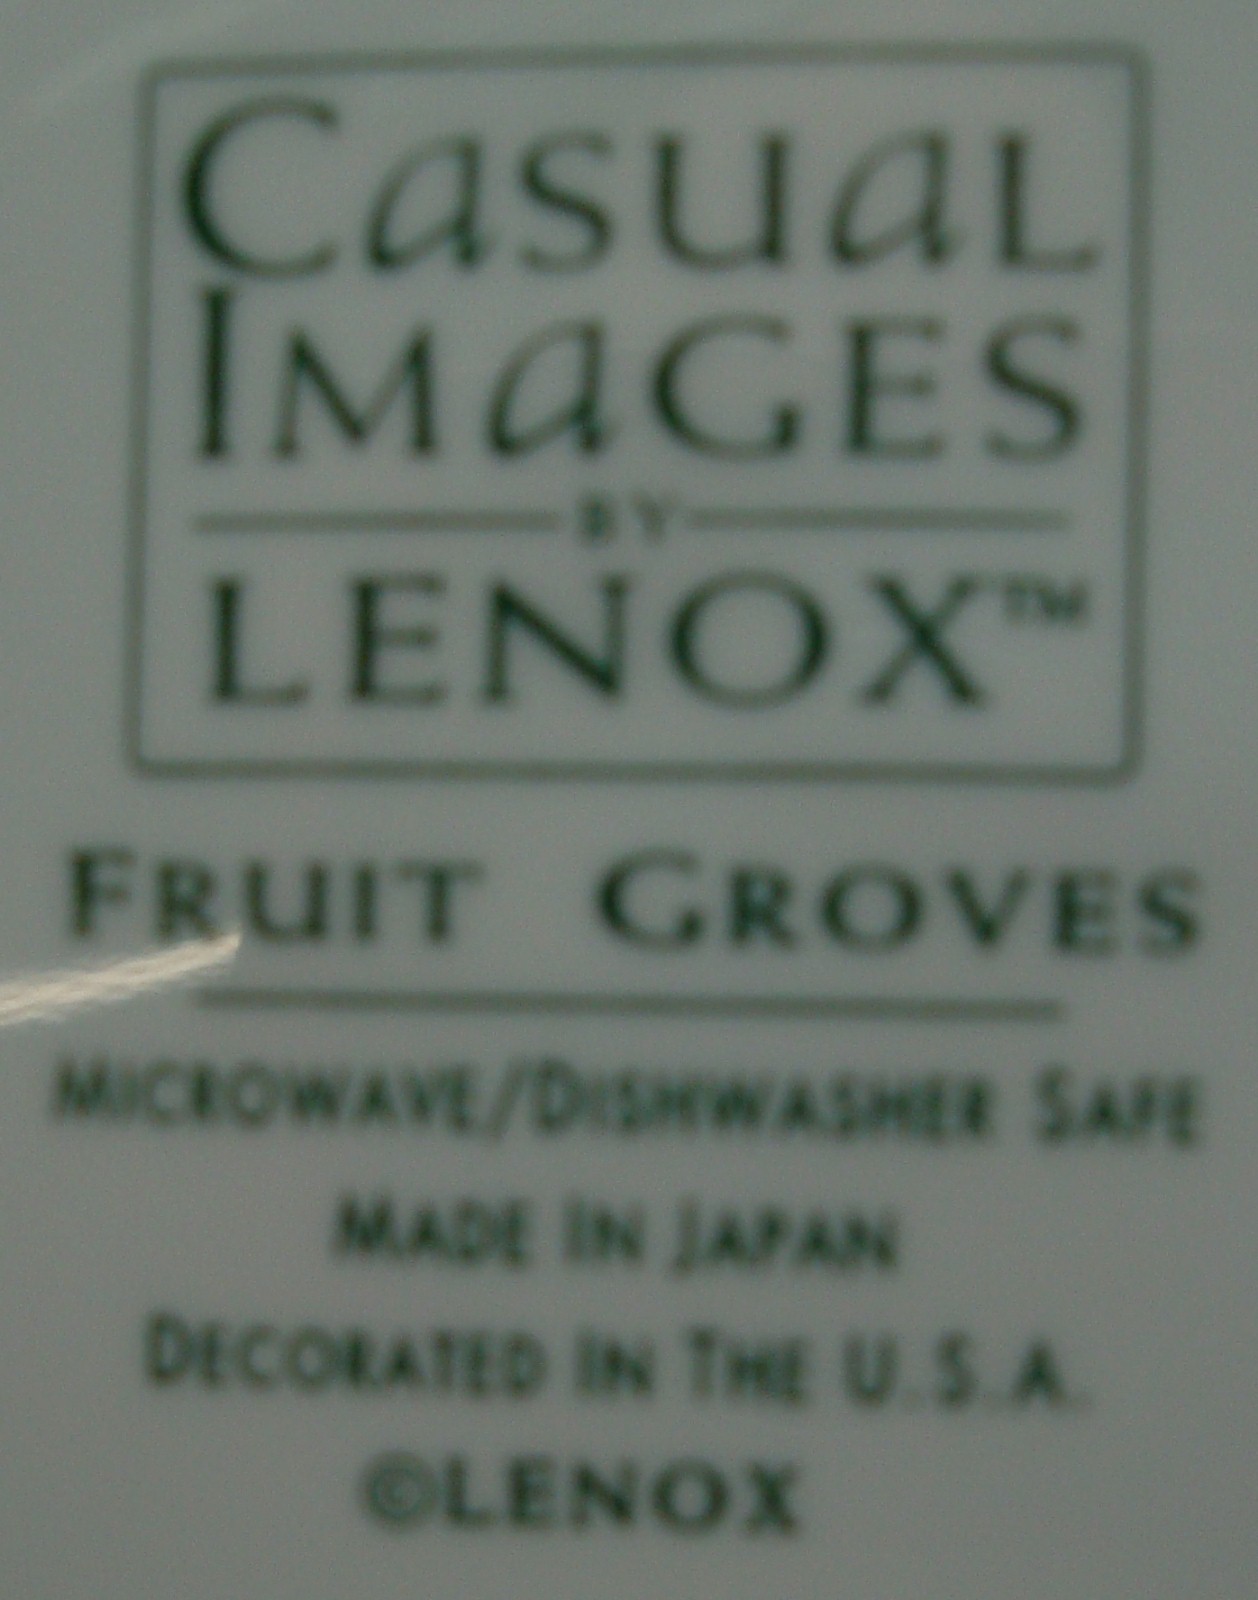 Casual
Images
BY
LENOX™
FRUIT GROVES
MICROWAVE/DISHWASHER SAFE
MADE IN JAPAN
DECORATED IN THE U.S.A.
©LENOX